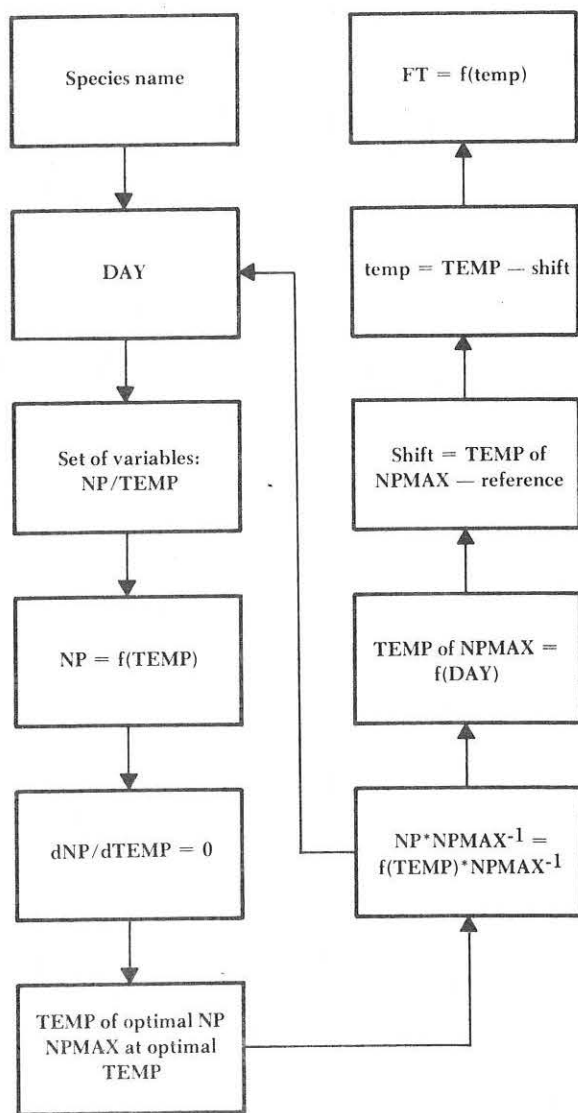 Species name
DAY
Set of variables:
NP/TEMP
NP = f(TEMP)
dNP/dTEMP = 0
TEMP of optimal NP
NPMAX at optimal
TEMP
NP*NPMAX-1 =
f(TEMP)*NPMAX-1
TEMP of NPMAX =
f(DAY)
Shift = TEMP of
NPMAX — reference
temp = TEMP — shift
FT = f(temp)